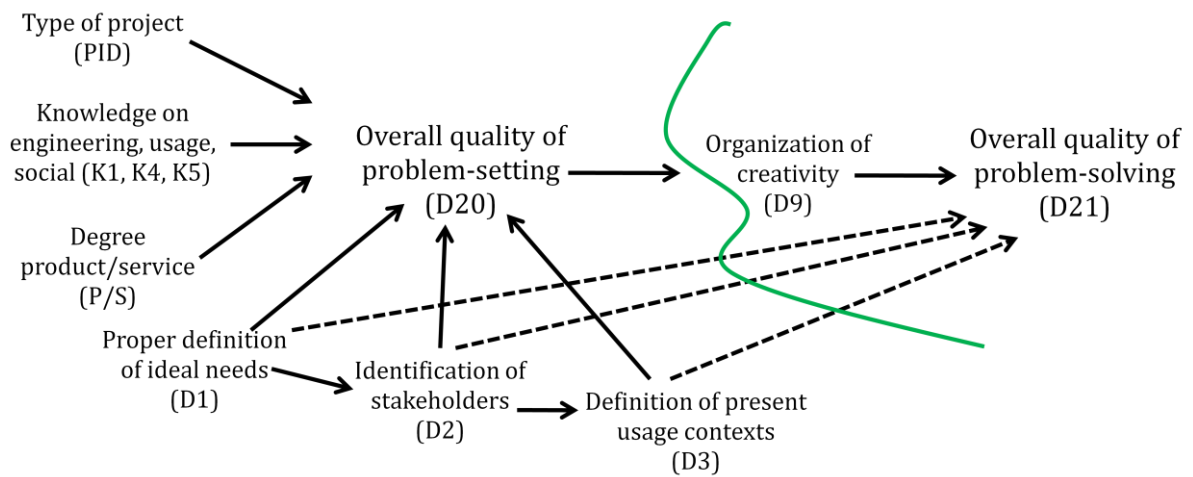 Type of project
(PID)
Knowledge on
engineering, usage,
social (K1, K4, K5)
Degree
product/service
(P/S)
Proper definition
of ideal needs
(D1)
Identification of
stakeholders
(D2)
Definition of present
usage contexts
(D3)
Overall quality of
problem-setting
(D20)
Organization of
creativity
(D9)
Overall quality of
problem-solving
(D21)